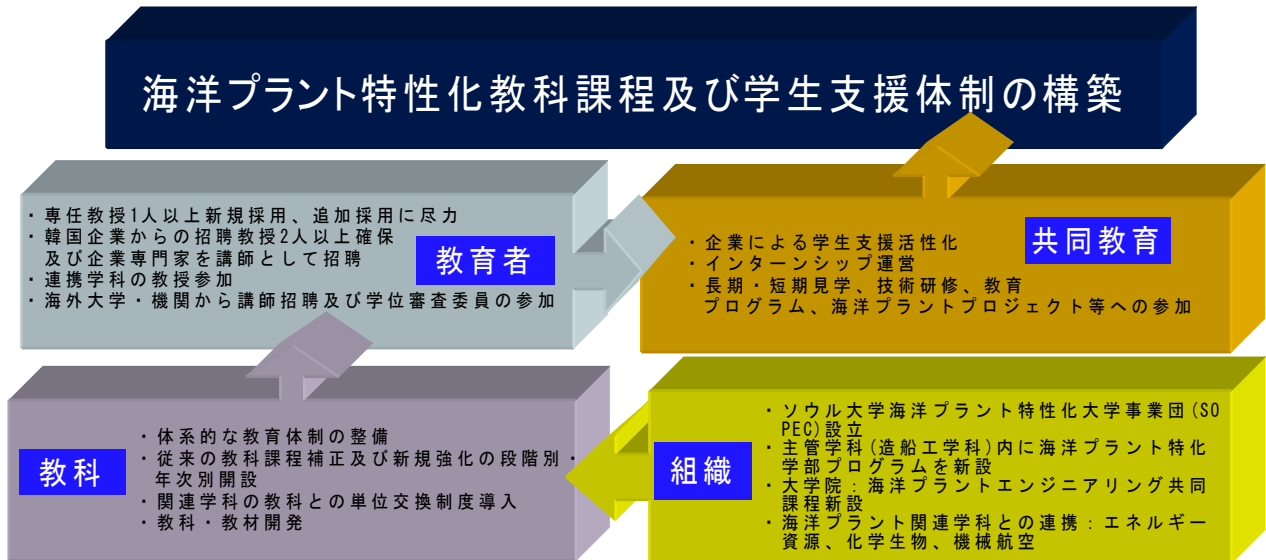 海洋プラント特性化教科課程及び学生支援体制の構築
・専任教授1人以上新規採用、追加採用に尽力
・韓国企業からの招聘教授2人以上確保
及び企業専門家を講師として招聘
・連携学科の教授参加
・海外大学・機関から講師招聘及び学位審査委員の参加
教育者
・企業による学生支援活性化
・インターンシップ運営
・長期・短期見学、技術研修、教育
プログラム、海洋プラントプロジェクト等への参加
共同教育
教科
・体系的な教育体制の整備
・従来の教科課程補正及び新規強化の段階別・
年次別開設
・関連学科の教科との単位交換制度導入
・教科・教材開発
組織
・ソウル大学海洋プラント特性化大学事業団(SO
PEC)設立
・主管学科(造船工学科)内に海洋プラント特化
学部プログラムを新設
・大学院:海洋プラントエンジニアリング共同
課程新設
・海洋プラント関連学科との連携:エネルギー
資源、化学生物、機械航空